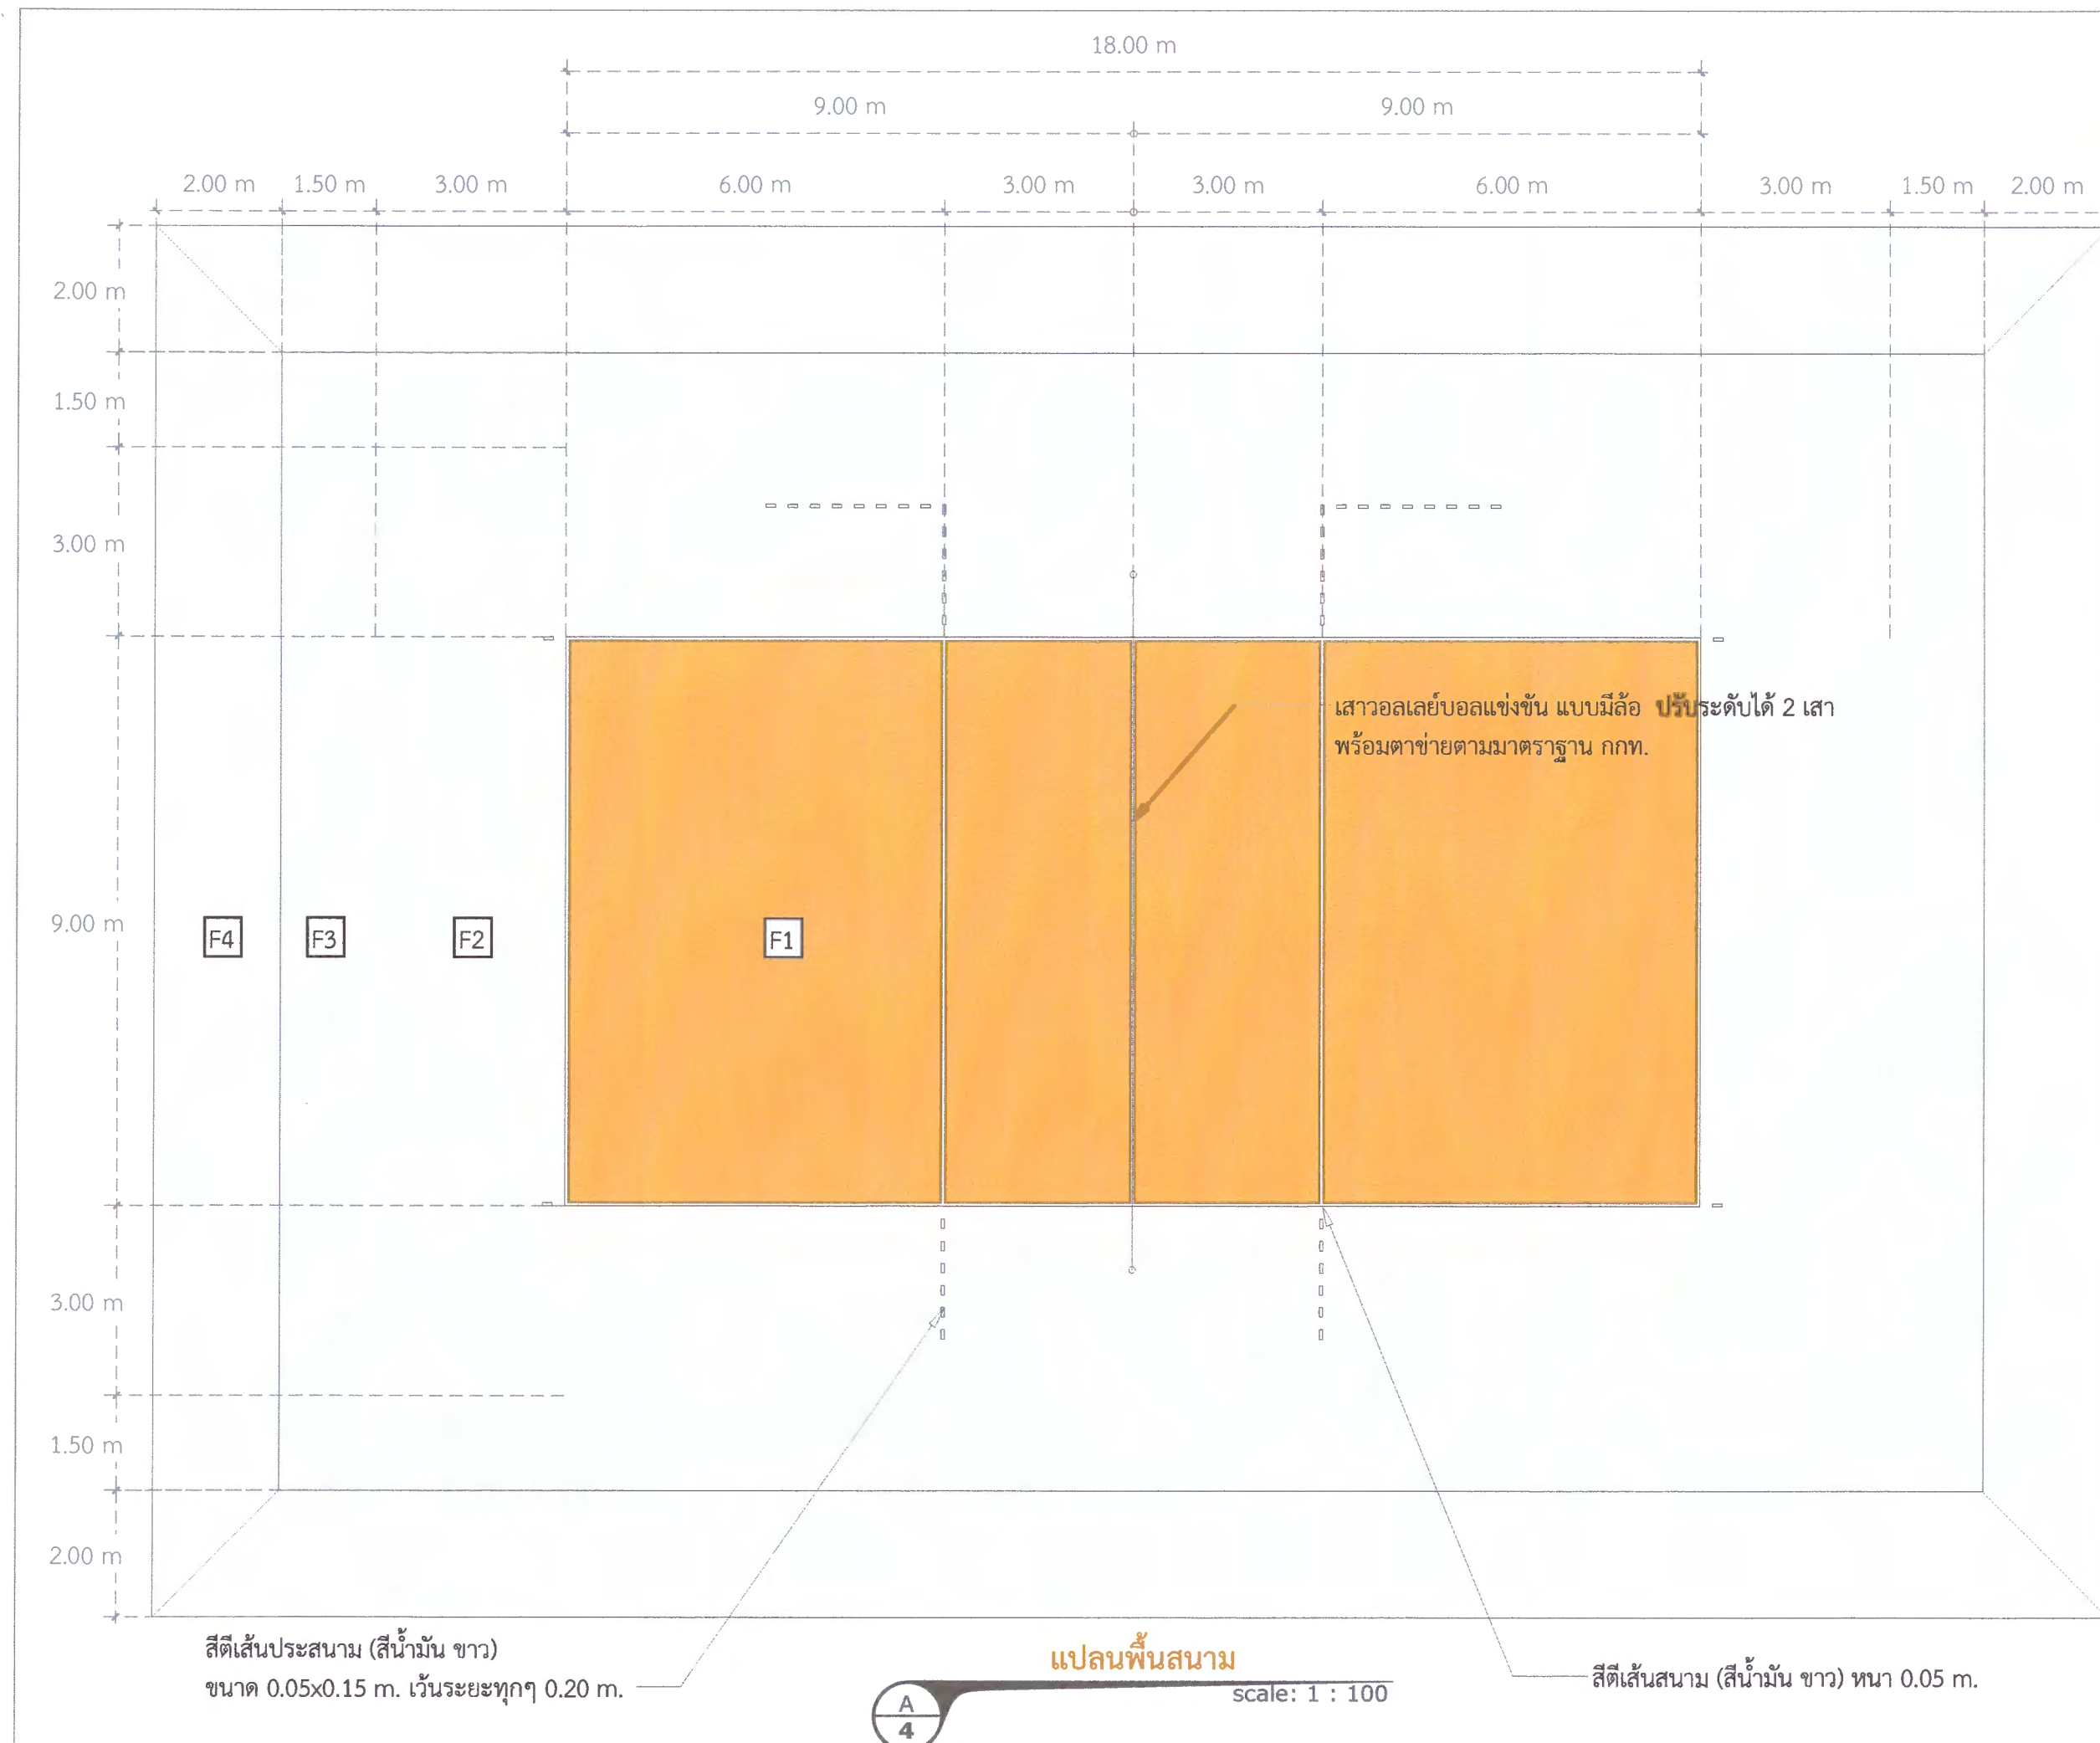 18.00 m
9.00 m 9.00 m
2.00 m 1.50 m 3.00 m 6.00 m 3.00 m 3.00 m 6.00 m 3.00 m 1.50 m 2.00 m
2.00 m
1.50 m
3.00 m
เสาวอลเลย์บอลแข่งขัน แบบมีล้อ ปรับระดับได้ 2 เสา
พร้อมตาข่ายตามมาตราฐาน กกท.
9.00 m
F4 F3 F2 F1
3.00 m
1.50 m
2.00 m
สีตีเส้นประสนาม (สีน้ำมัน ขาว)
ขนาด 0.05x0.15 m. เว้นระยะทุกๆ 0.20 m.
แปลนพื้นสนาม
scale: 1 : 100
A
4
สีตีเส้นสนาม (สีน้ำมัน ขาว) หนา 0.05 m.